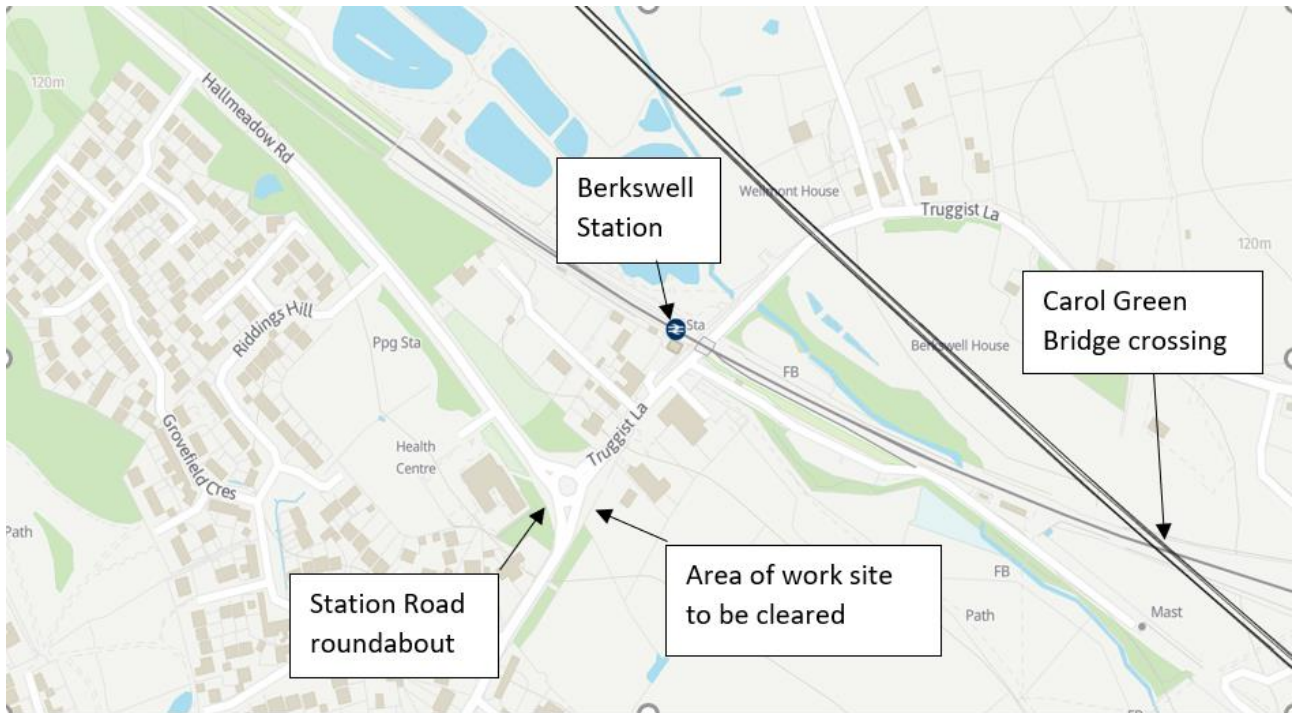 120m
Hallmeadow Rd
Berkswell
Station
Wellmont House
Truggist La
120m
Carol Green
Bridge crossing
Sta
Riddings Hill
Ppg Sta
Berkswell House
FB
Truggist La
Grovefield Cres
Health
Centre
Path
Station Road
roundabout
Area of work site
to be cleared
FB
Path
Mast